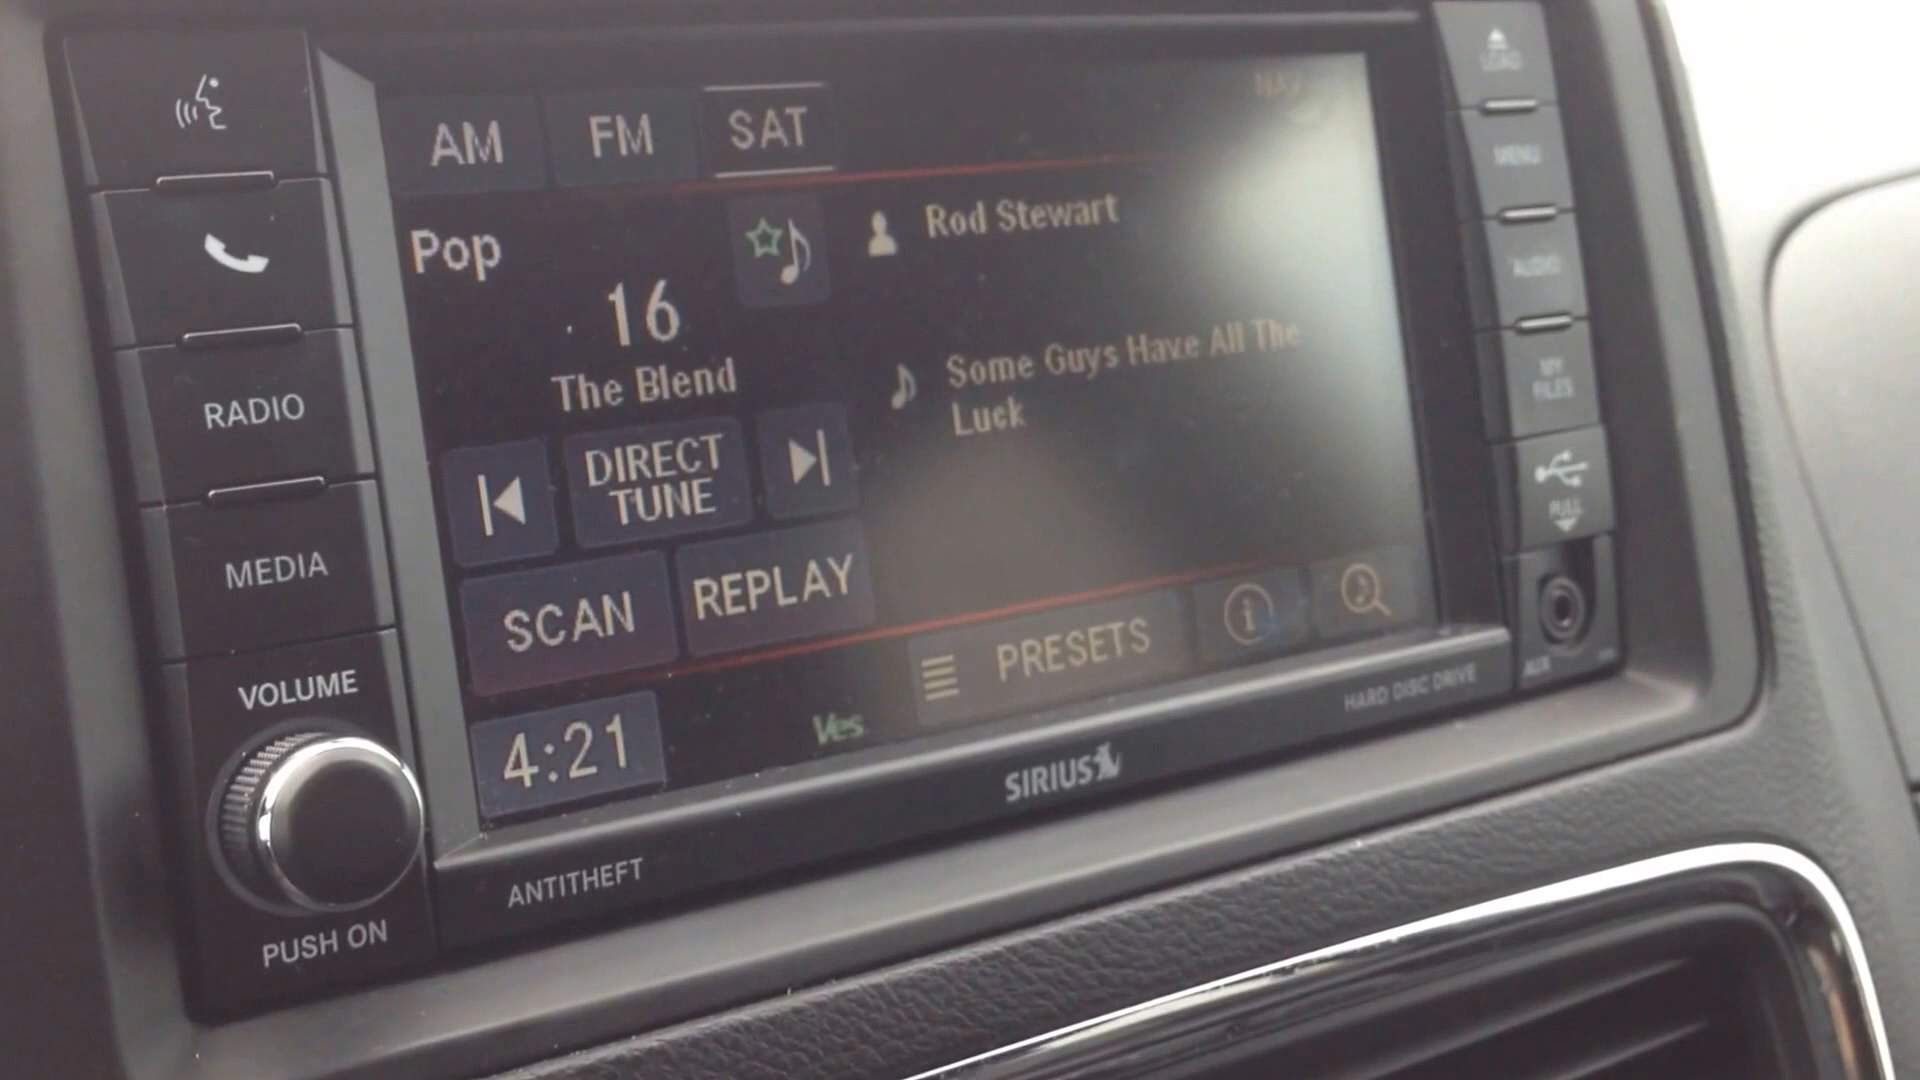 AM FM SAT
NAV
Pop
16
The Blend
Rod Stewart
Some Guys Have All The
Luck
DIRECT
TUNE
SCAN REPLAY
PRESETS
4:21
Ves
RADIO
MEDIA
VOLUME
PUSH ON
ANTITHEFT
SIRIUS
HARD DISC DRIVE
LOAD
MENU
AUDIO
MY
FILES
PULL
AUX